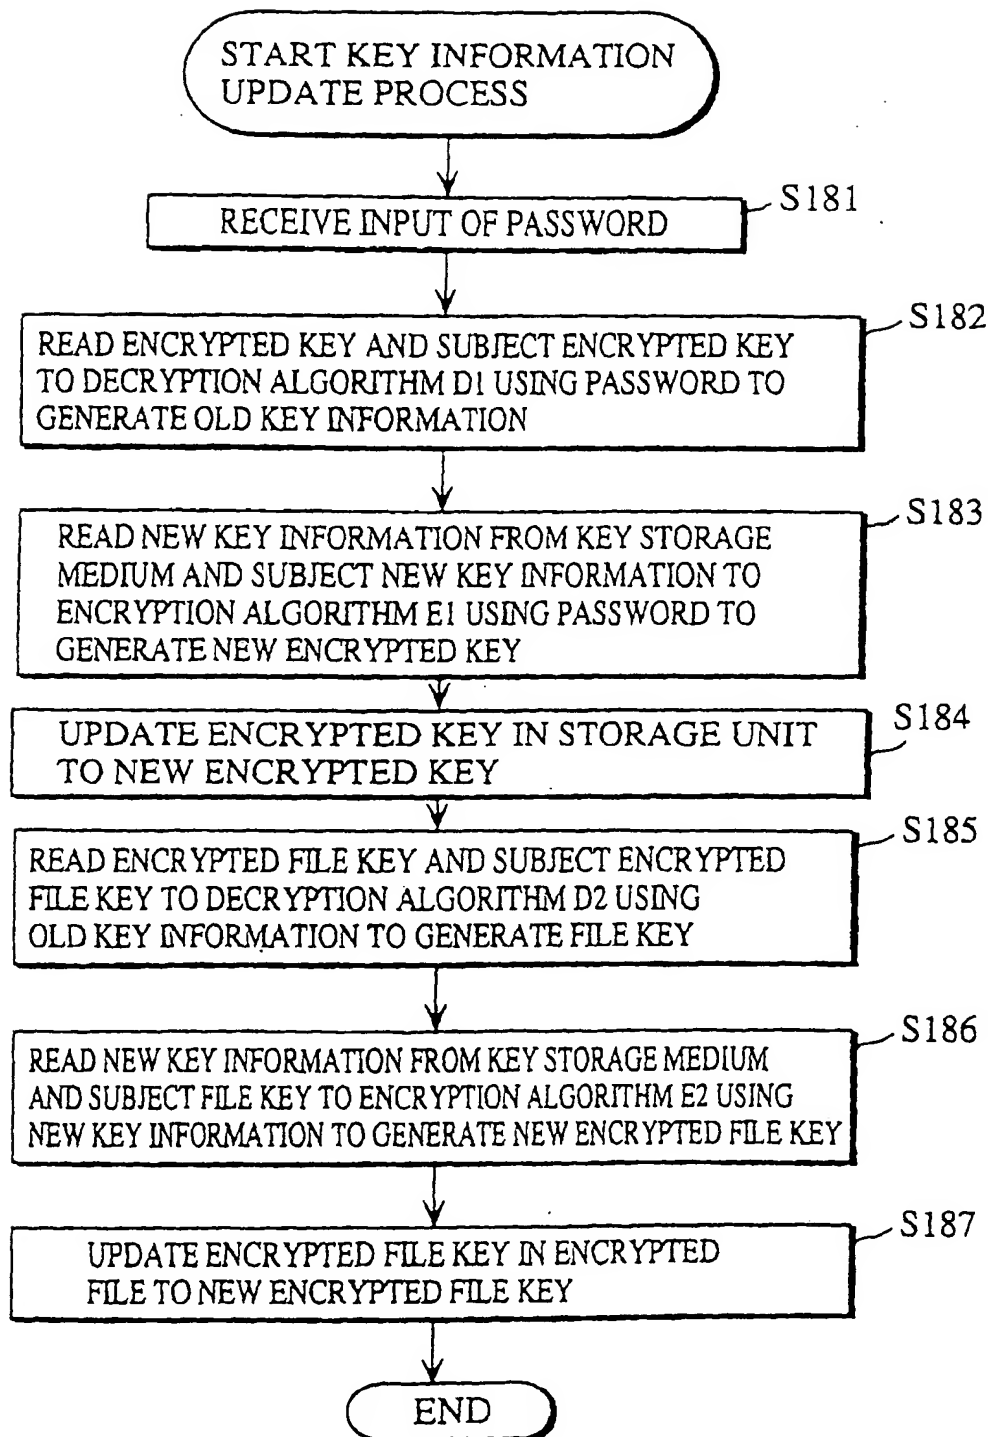 START KEY INFORMATION
UPDATE PROCESS
S181
RECEIVE INPUT OF PASSWORD
S182
READ ENCRYPTED KEY AND SUBJECT ENCRYPTED KEY
TO DECRYPTION ALGORITHM D1 USING PASSWORD TO
GENERATE OLD KEY INFORMATION
S183
READ NEW KEY INFORMATION FROM KEY STORAGE
MEDIUM AND SUBJECT NEW KEY INFORMATION TO
ENCRYPTION ALGORITHM E1 USING PASSWORD TO
GENERATE NEW ENCRYPTED KEY
S184
UPDATE ENCRYPTED KEY IN STORAGE UNIT
TO NEW ENCRYPTED KEY
S185
READ ENCRYPTED FILE KEY AND SUBJECT ENCRYPTED
FILE KEY TO DECRYPTION ALGORITHM D2 USING
OLD KEY INFORMATION TO GENERATE FILE KEY
S186
READ NEW KEY INFORMATION FROM KEY STORAGE MEDIUM
AND SUBJECT FILE KEY TO ENCRYPTION ALGORITHM E2 USING
NEW KEY INFORMATION TO GENERATE NEW ENCRYPTED FILE KEY
S187
UPDATE ENCRYPTED FILE KEY IN ENCRYPTED
FILE TO NEW ENCRYPTED FILE KEY
END